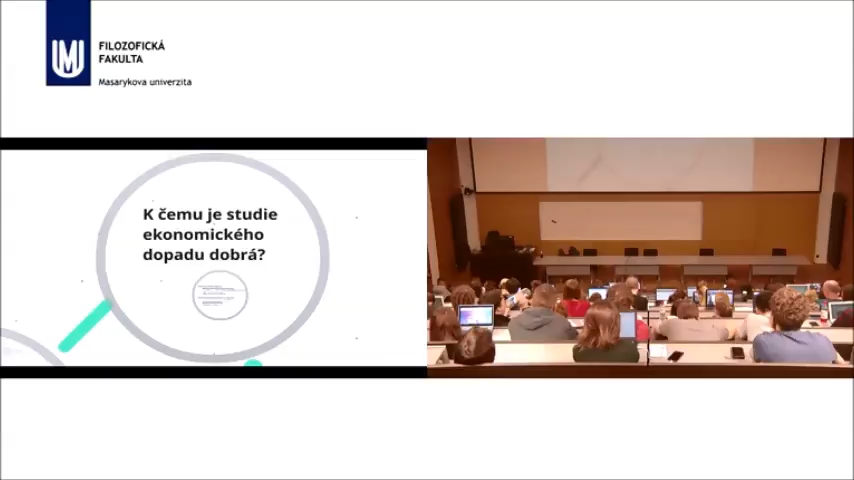 FILOZOFICKÁ
FAKULTA
Masarykova univerzita
K čemu je studie
ekonomického
dopadu dobrá?